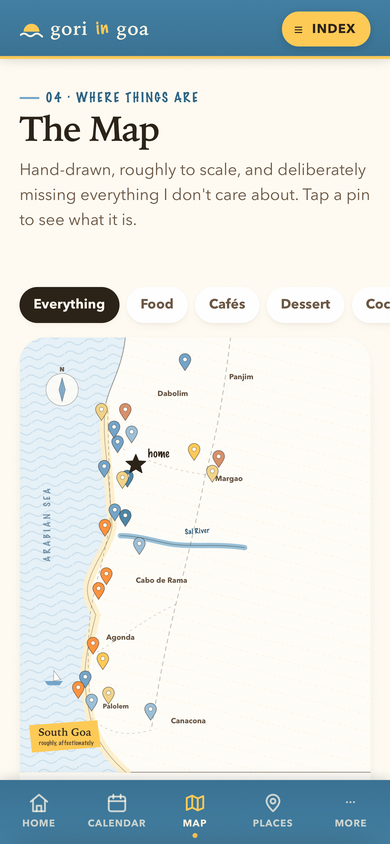 gori in goa
INDEX
04 · WHERE THINGS ARE
The Map
Hand-drawn, roughly to scale, and deliberately
missing everything I don't care about. Tap a pin
to see what it is.
Everything
Food
Cafés
Dessert
Coc
N
Panjim
Dabolim
home
Margao
ARABIAN SEA
Sal River
Cabo de Rama
Agonda
Palolem
Canacona
South Goa
roughly, affectionately
HOME
CALENDAR
MAP
PLACES
MORE